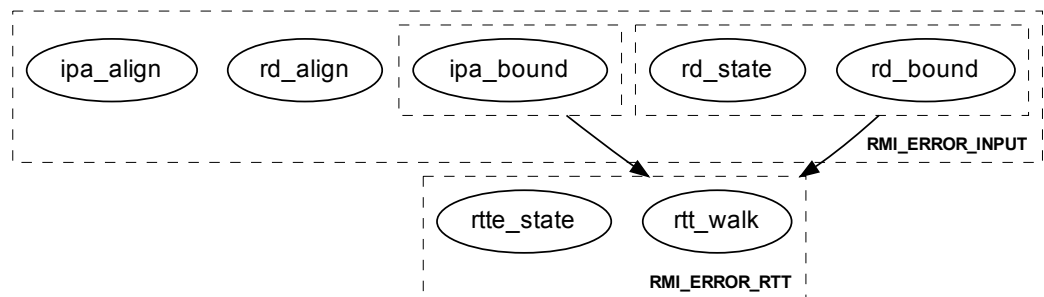 ipa_align rd_align ipa_bound rd_state rd_bound
RMI_ERROR_INPUT
rtte_state rtt_walk
RMI_ERROR_RTT